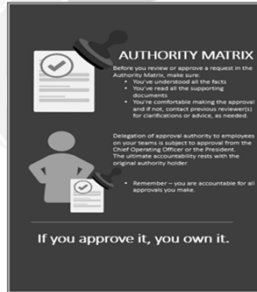 AUTHORITY MATRIX
Before you review or approve a request in the
Authority Matrix, make sure:
• You've understood all the facts
• You've read all the supporting
documents
• You're comfortable making the approval
and if not, contact previous reviewer(s)
for clarifications or advice, as needed.
Delegation of approval authority to employees
on your teams is subject to approval from the
Chief Operating Officer or the President.
The ultimate accountability rests with the
original authority holder.
• Remember – you are accountable for all
approvals you make.
If you approve it, you own it.